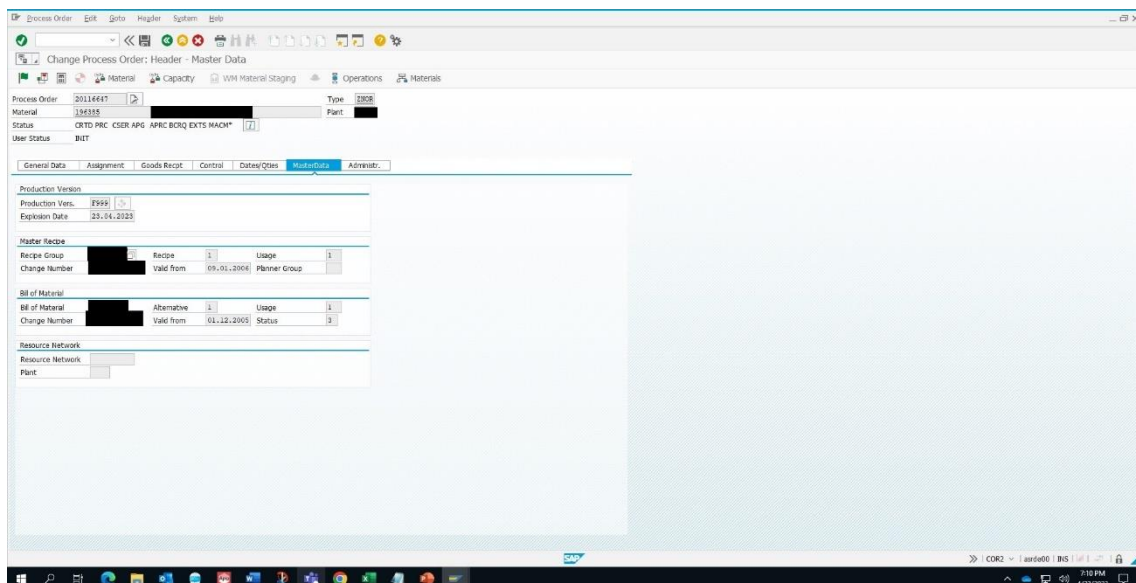 Process Order Edit Goto Header System Help
Change Process Order: Header - Master Data
Material Capacity WM Material Staging Operations Materials
Process Order 20116647 Type
Material 196355 Plant
Status CRTD PRC CSER APG APRC BCRQ EXTS MACM*
User Status INIT
General Data Assignment Goods Recpt Control Dates/Qties MasterData Administr.
Production Version
Production Vers. F999
Explosion Date 23.04.2023
Master Recipe
Recipe Group Recipe 1 Usage 1
Change Number Valid from 09.01.2006 Planner Group
Bill of Material
Bill of Material Alternative 1 Usage 1
Change Number Valid from 01.12.2005 Status 3
Resource Network
Resource Network
Plant
SAP
COR2 INS
7:10 PM